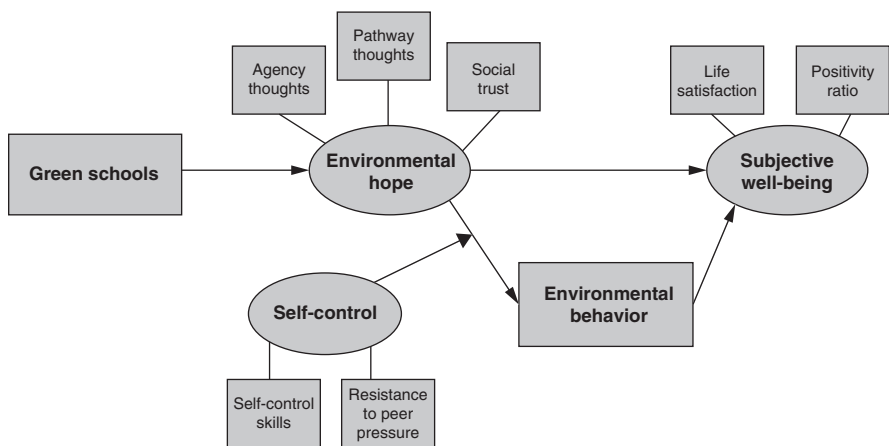 Pathway
thoughts
Agency
thoughts
Social
trust
Life
satisfaction
Positivity
ratio
Green schools
Environmental
hope
Subjective
well-being
Self-control
Environmental
behavior
Self-control
skills
Resistance
to peer
pressure